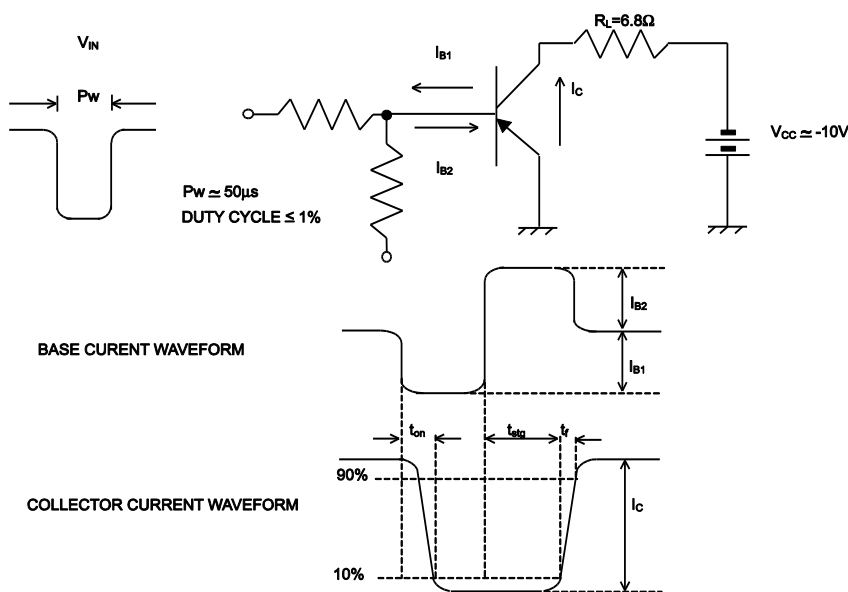 RL=6.8Ω
VIN
IB1
Pw
IC
VCC ≃ -10V
IB2
Pw ≃ 50µs
DUTY CYCLE ≤ 1%
IB2
BASE CURENT WAVEFORM
IB1
ton
tstg
tf
90%
COLLECTOR CURRENT WAVEFORM
IC
10%